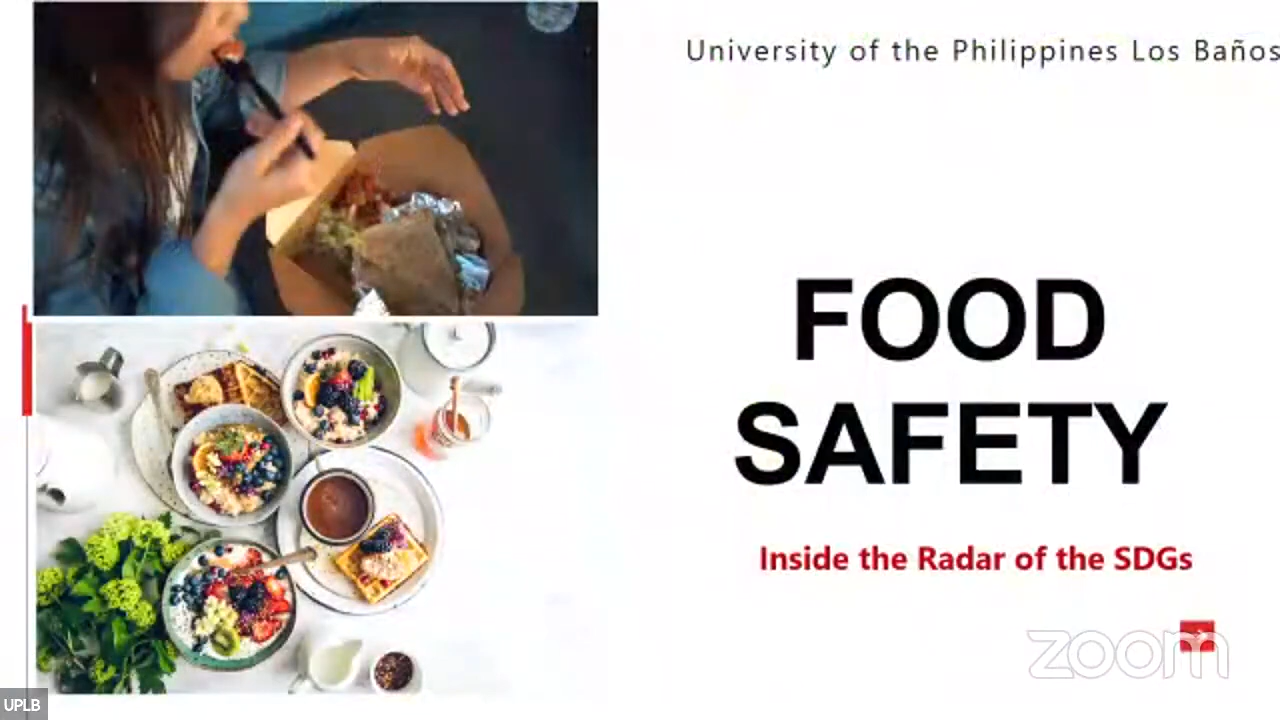 University of the Philippines Los Baños
FOOD
SAFETY
Inside the Radar of the SDGs
zoom
UPLB